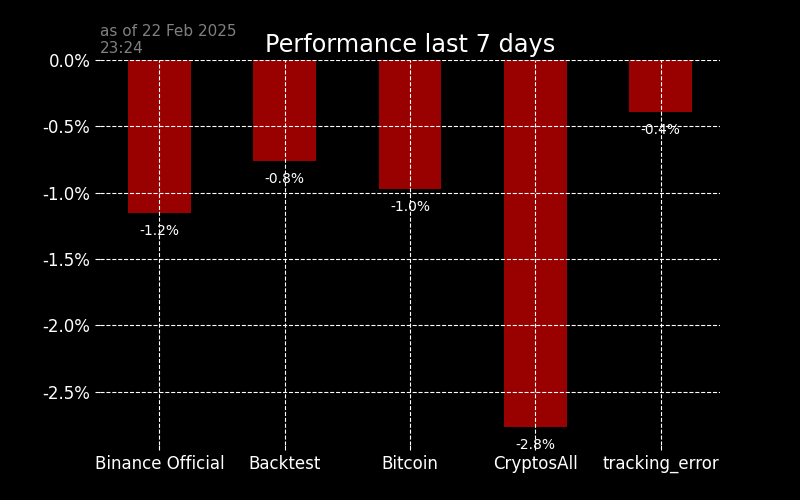 as of 22 Feb 2025
23:24
Performance last 7 days
0.0%
-0.5%
-1.0%
-1.5%
-2.0%
-2.5%
-1.2%
-0.8%
-1.0%
-2.8%
-0.4%
Binance Official
Backtest
Bitcoin
CryptosAll
tracking_error